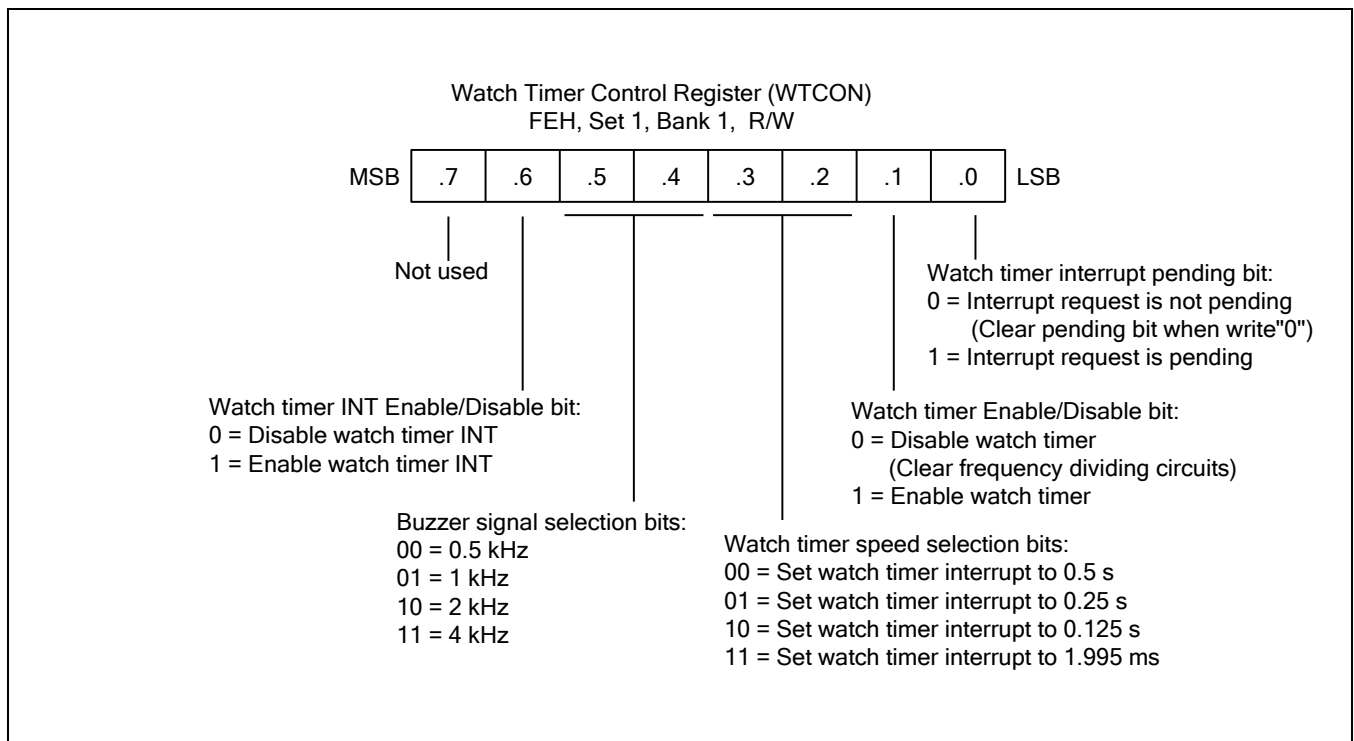 Watch Timer Control Register (WTCON)
FEH, Set 1, Bank 1, R/W
MSB .7 .6 .5 .4 .3 .2 .1 .0 LSB
Not used
Watch timer interrupt pending bit:
0 = Interrupt request is not pending
(Clear pending bit when write"0")
1 = Interrupt request is pending
Watch timer INT Enable/Disable bit:
0 = Disable watch timer INT
1 = Enable watch timer INT
Watch timer Enable/Disable bit:
0 = Disable watch timer
(Clear frequency dividing circuits)
1 = Enable watch timer
Buzzer signal selection bits:
00 = 0.5 kHz
01 = 1 kHz
10 = 2 kHz
11 = 4 kHz
Watch timer speed selection bits:
00 = Set watch timer interrupt to 0.5 s
01 = Set watch timer interrupt to 0.25 s
10 = Set watch timer interrupt to 0.125 s
11 = Set watch timer interrupt to 1.995 ms